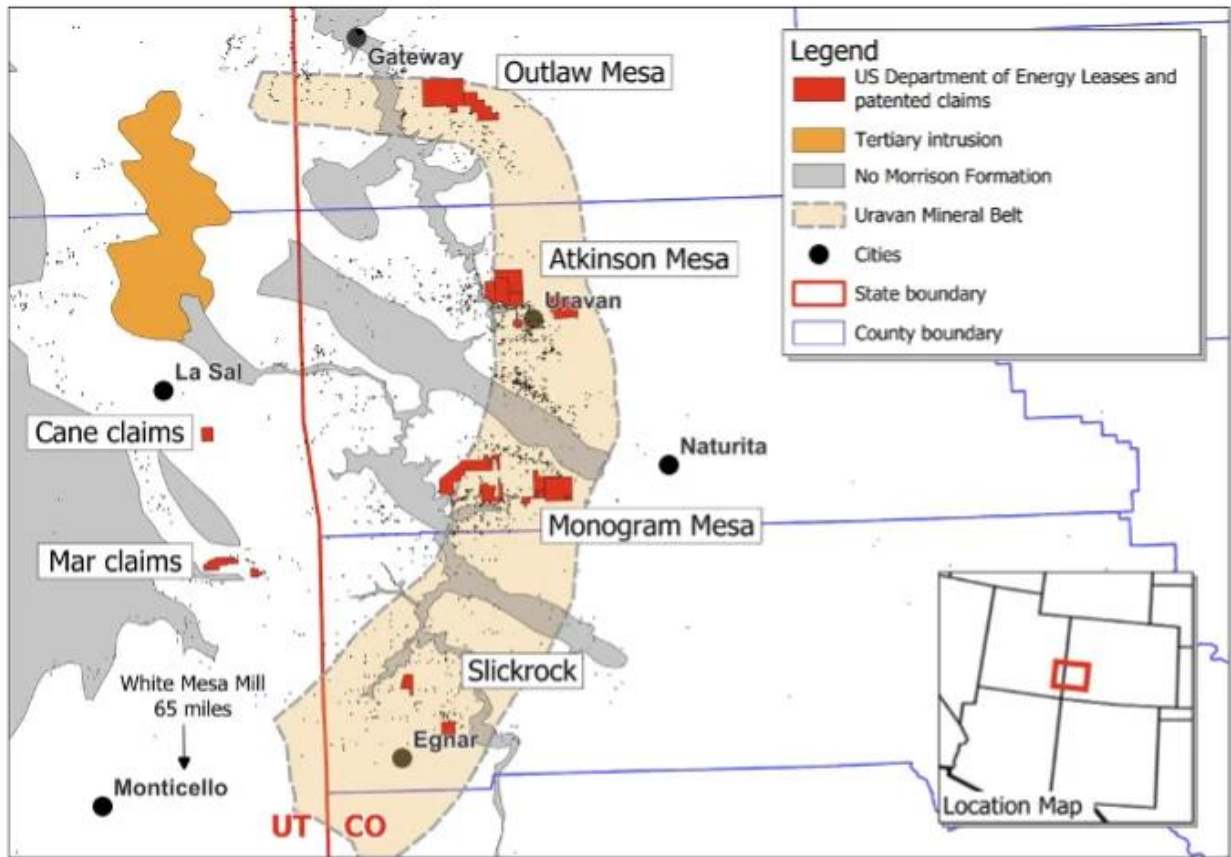 Gateway
Outlaw Mesa
Legend
US Department of Energy Leases and
patented claims
Tertiary intrusion
No Morrison Formation
Uravan Mineral Belt
Cities
State boundary
County boundary
Atkinson Mesa
Uravan
La Sal
Cane claims
Naturita
Monogram Mesa
Mar claims
Slickrock
White Mesa Mill
65 miles
Egnar
Monticello
UT CO
Location Map